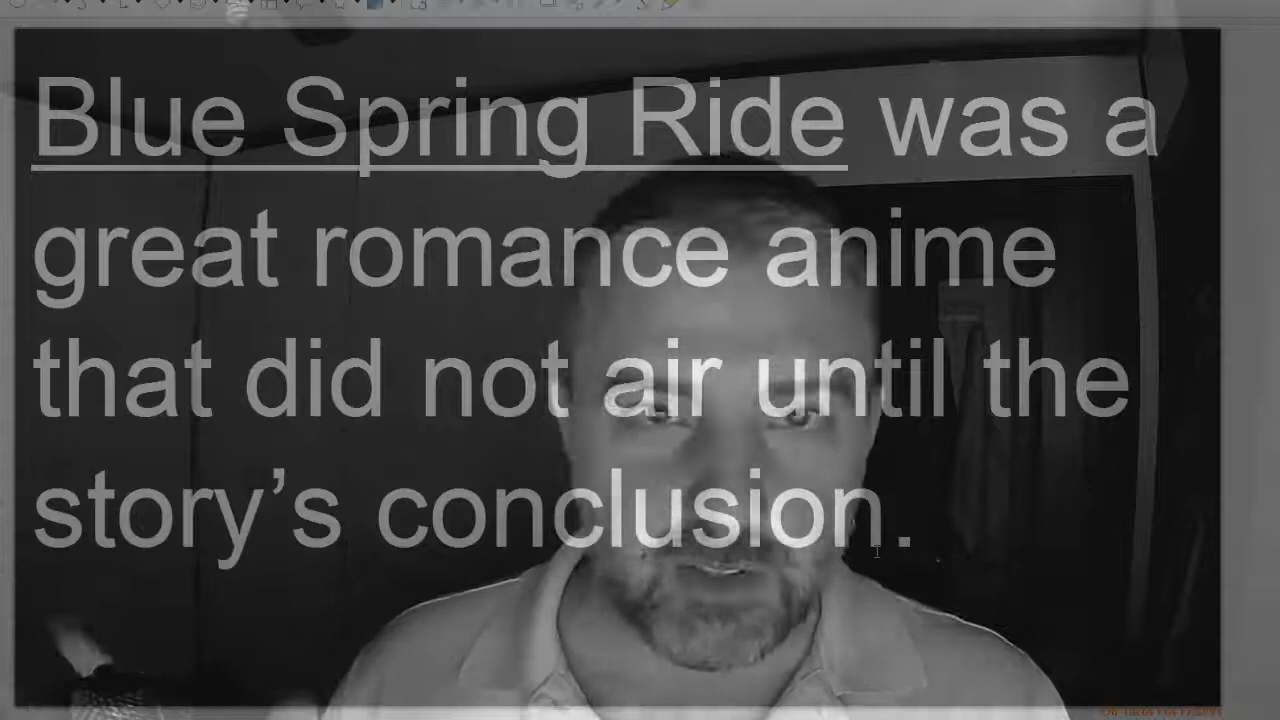 Blue Spring Ride was a
great romance anime
that did not air until the
story’s conclusion.